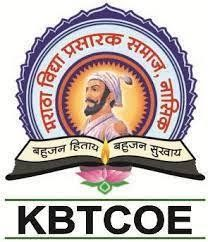 मराठा विद्या प्रसारक समाज, नाशिक
बहुजन हिताय बहुजन सुखाय
KBTCOE